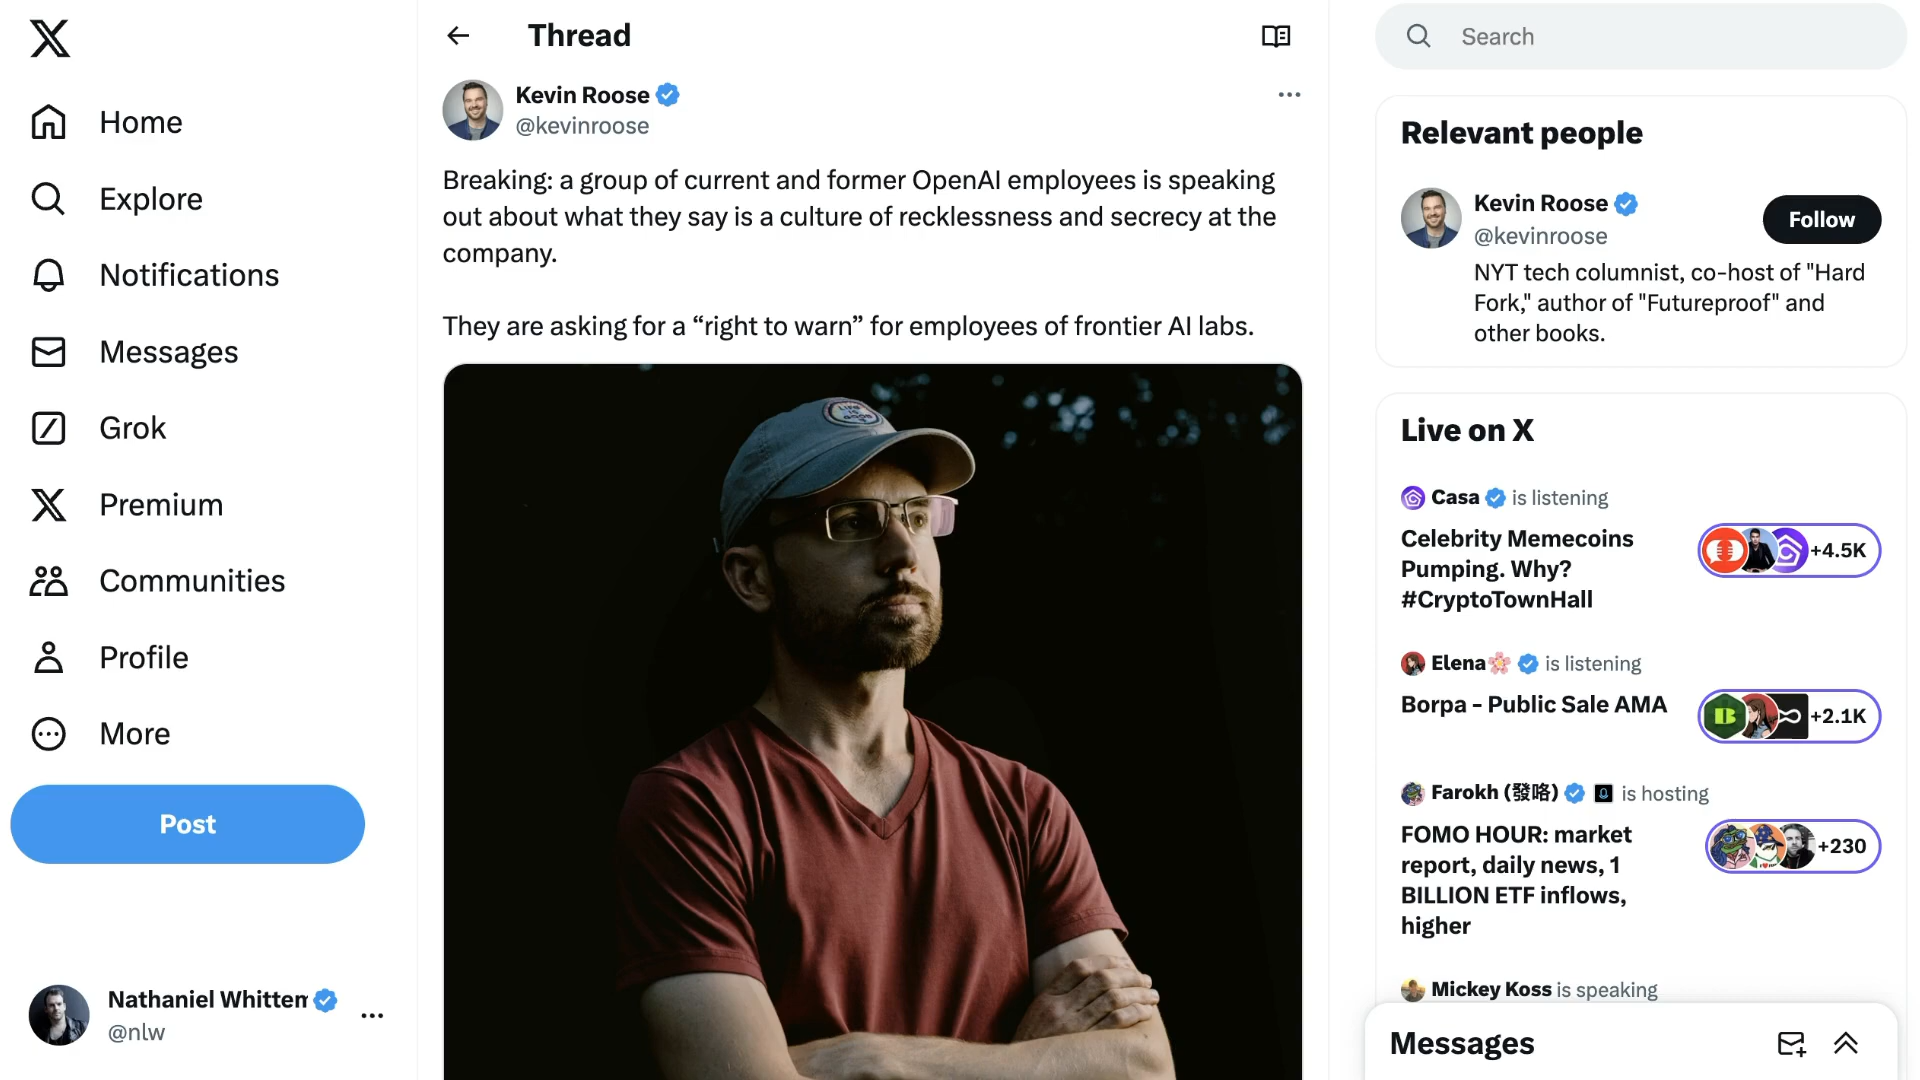 Home
Explore
Notifications
Messages
Grok
Premium
Communities
Profile
More
Post
Nathaniel Whittem
@nlw
Thread
Kevin Roose
@kevinroose
Breaking: a group of current and former OpenAI employees is speaking
out about what they say is a culture of recklessness and secrecy at the
company.
They are asking for a “right to warn” for employees of frontier AI labs.
Search
Relevant people
Kevin Roose
@kevinroose
Follow
NYT tech columnist, co-host of "Hard
Fork," author of "Futureproof" and
other books.
Live on X
Casa is listening
Celebrity Memecoins
Pumping. Why?
#CryptoTownHall
+4.5K
Elena is listening
Borpa - Public Sale AMA
+2.1K
Farokh (發咯) is hosting
FOMO HOUR: market
report, daily news, 1
BILLION ETF inflows,
higher
+230
Mickey Koss is speaking
Messages